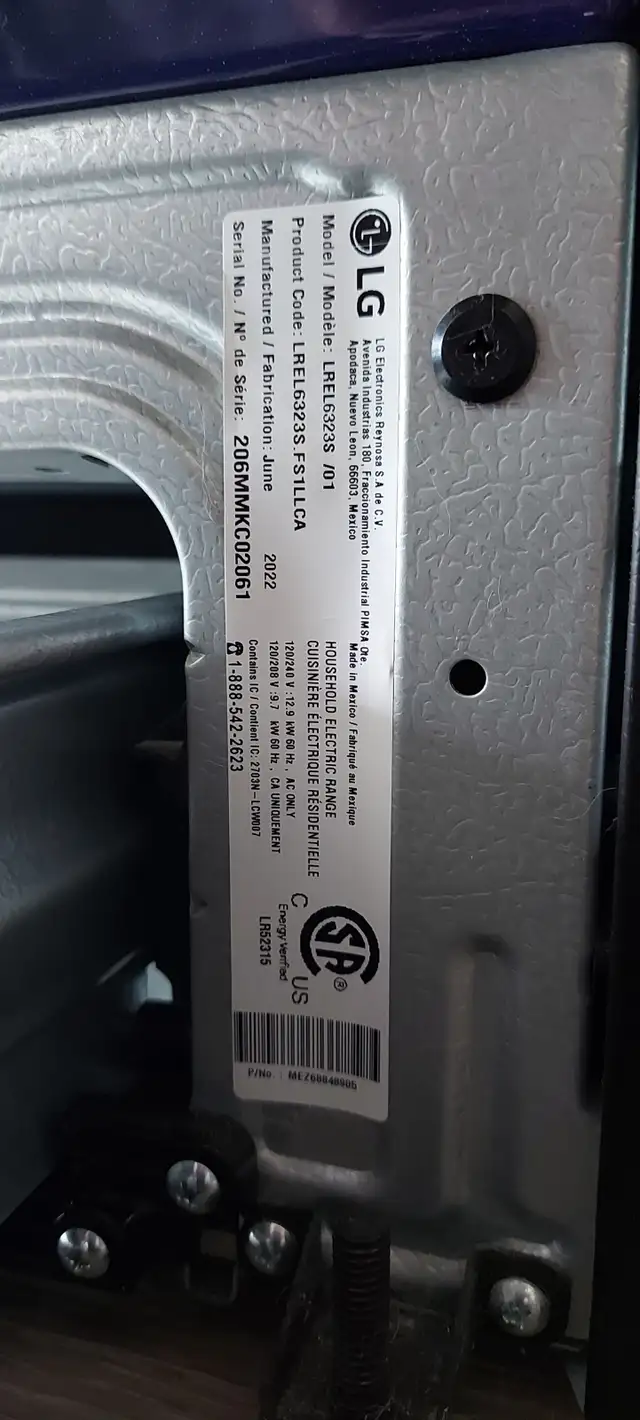 LG
LG Electronics Reynosa S.A de C.V.
Avenida Industrias 180, Fraccionamiento Industrial PIMSA Ote.
Apodaca, Nuevo Leon, 66603, Mexico
Made in Mexico / Fabriqué au Mexique
Model / Modèle: LREL6323S /01
Product Code: LREL6323S.FS1LLCA
Manufactured / Fabrication: June 2022
Serial No. / N° de Série: 206MMKC02061
HOUSEHOLD ELECTRIC RANGE
CUISINIÈRE ÉLECTRIQUE RÉSIDENTIELLE
120/240 V :12.9 kW 60 Hz , AC ONLY
120/208 V :9.7 kW 60 Hz , CA UNIQUEMENT
Contains IC / Contient IC: 2703N-LCW007
☎ 1-888-542-2623
SA ®
C US
Energy Verified
LR52315
P/No. : MEZ68848905